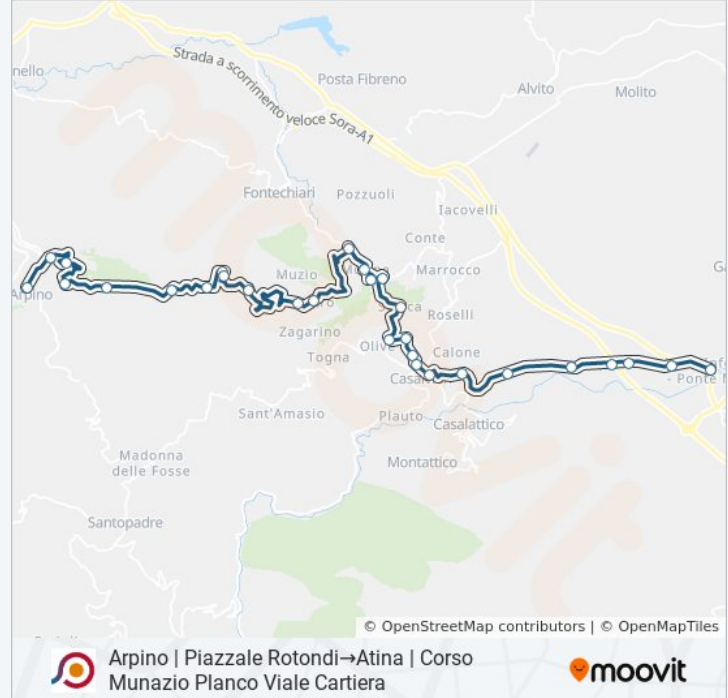 nello
Strada a scorrimento veloce Sora-A1
Posta Fibreno
Alvito
Molito
Fontechiari
Pozzuoli
Iacovelli
Conte
Muzio
Marrocco
Arpino
Roselli
Zagarino
Togna
Olive
Calone
Casal
- Ponte
Sant'Amasio
Plauto
Casalattico
Madonna
delle Fosse
Montattico
Santopadre
© OpenStreetMap contributors | © OpenMapTiles
Arpino | Piazzale Rotondi→Atina | Corso
Munazio Planco Viale Cartiera
moovit